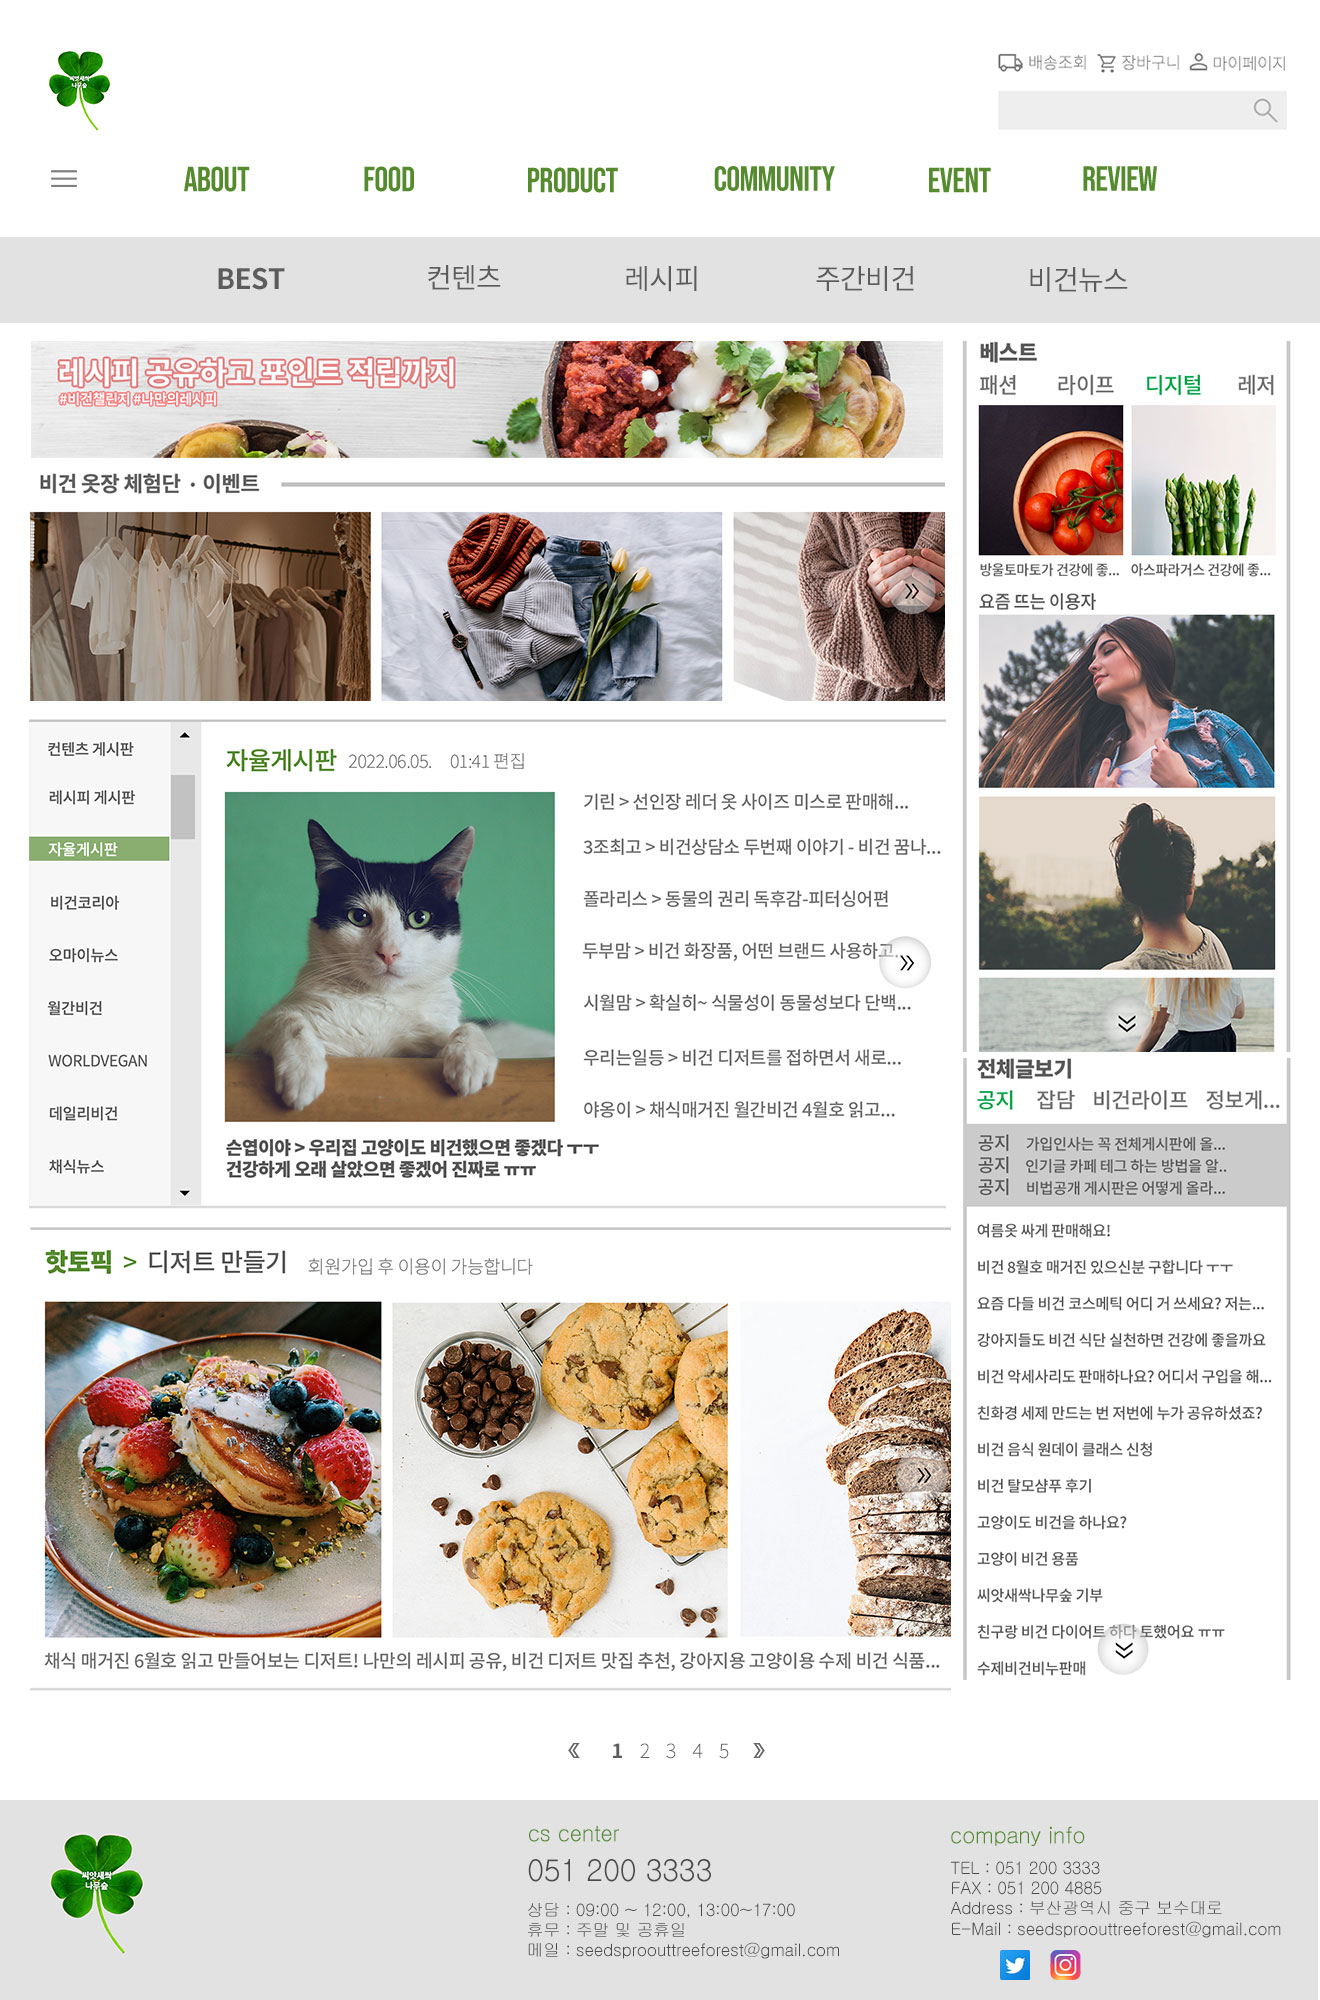 씨앗새싹
나무숲
배송조회 장바구니 마이페이지
ABOUT FOOD PRODUCT COMMUNITY EVENT REVIEW
BEST 컨텐츠 레시피 주간비건 비건뉴스
레시피 공유하고 포인트 적립까지
#비건챌린지 #나만의레시피
비건 옷장 체험단 · 이벤트
컨텐츠 게시판
레시피 게시판
자율게시판
비건코리아
오마이뉴스
월간비건
WORLDVEGAN
데일리비건
채식뉴스
자율게시판 2022.06.05. 01:41 편집
기린 > 선인장 레더 옷 사이즈 미스로 판매해...
3조최고 > 비건상담소 두번째 이야기 - 비건 꿈나...
폴라리스 > 동물의 권리 독후감-피터싱어편
두부맘 > 비건 화장품, 어떤 브랜드 사용하고...
시월맘 > 확실히~ 식물성이 동물성보다 단백...
우리는일등 > 비건 디저트를 접하면서 새로...
야옹이 > 채식매거진 월간비건 4월호 읽고...
슨엽이야 > 우리집 고양이도 비건했으면 좋겠다 ㅜㅜ
건강하게 오래 살았으면 좋겠어 진짜로 ㅠㅠ
핫토픽 > 디저트 만들기 회원가입 후 이용이 가능합니다
채식 매거진 6월호 읽고 만들어보는 디저트! 나만의 레시피 공유, 비건 디저트 맛집 추천, 강아지용 고양이용 수제 비건 식품...
베스트
패션 라이프 디지털 레저
방울토마토가 건강에 좋... 아스파라거스 건강에 좋...
요즘 뜨는 이용자
전체글보기
공지 잡담 비건라이프 정보게...
공지 가입인사는 꼭 전체게시판에 올...
공지 인기글 카페 테그 하는 방법을 알..
공지 비법공개 게시판은 어떻게 올라...
여름옷 싸게 판매해요!
비건 8월호 매거진 있으신분 구합니다 ㅜㅜ
요즘 다들 비건 코스메틱 어디 거 쓰세요? 저는...
강아지들도 비건 식단 실천하면 건강에 좋을까요
비건 악세사리도 판매하나요? 어디서 구입을 해...
친화경 세제 만드는 번 저번에 누가 공유하셨죠?
비건 음식 원데이 클래스 신청
비건 탈모샴푸 후기
고양이도 비건을 하나요?
고양이 비건 용품
씨앗새싹나무숲 기부
친구랑 비건 다이어트 하다 토했어요 ㅠㅠ
수제비건비누판매
1 2 3 4 5
씨앗새싹
나무숲
cs center
051 200 3333
상담 : 09:00 ~ 12:00, 13:00~17:00
휴무 : 주말 및 공휴일
메일 : seedsproouttreeforest@gmail.com
company info
TEL : 051 200 3333
FAX : 051 200 4885
Address : 부산광역시 중구 보수대로
E-Mail : seedsproouttreeforest@gmail.com